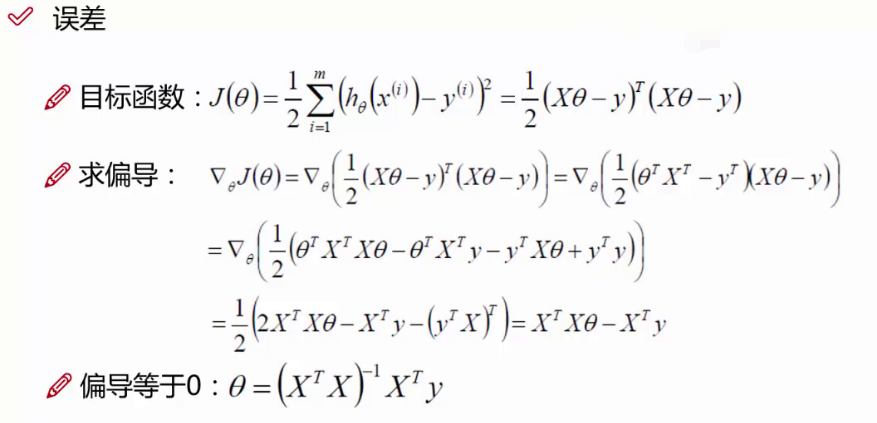 误差
目标函数：J(θ)=1/2 ∑_{i=1}^{m} (h_θ(x^{(i)})−y^{(i)})^2 = 1/2 (Xθ−y)^T (Xθ−y)
求偏导： ∇_θ J(θ)=∇_θ(1/2 (Xθ−y)^T (Xθ−y))=∇_θ(1/2 (θ^T X^T −y^T)(Xθ−y))
=∇_θ(1/2 (θ^T X^T Xθ−θ^T X^T y−y^T Xθ+y^T y))
=1/2 (2X^T Xθ−X^T y−(y^T X)^T)= X^T Xθ−X^T y
偏导等于0：θ=(X^T X)^{-1} X^T y